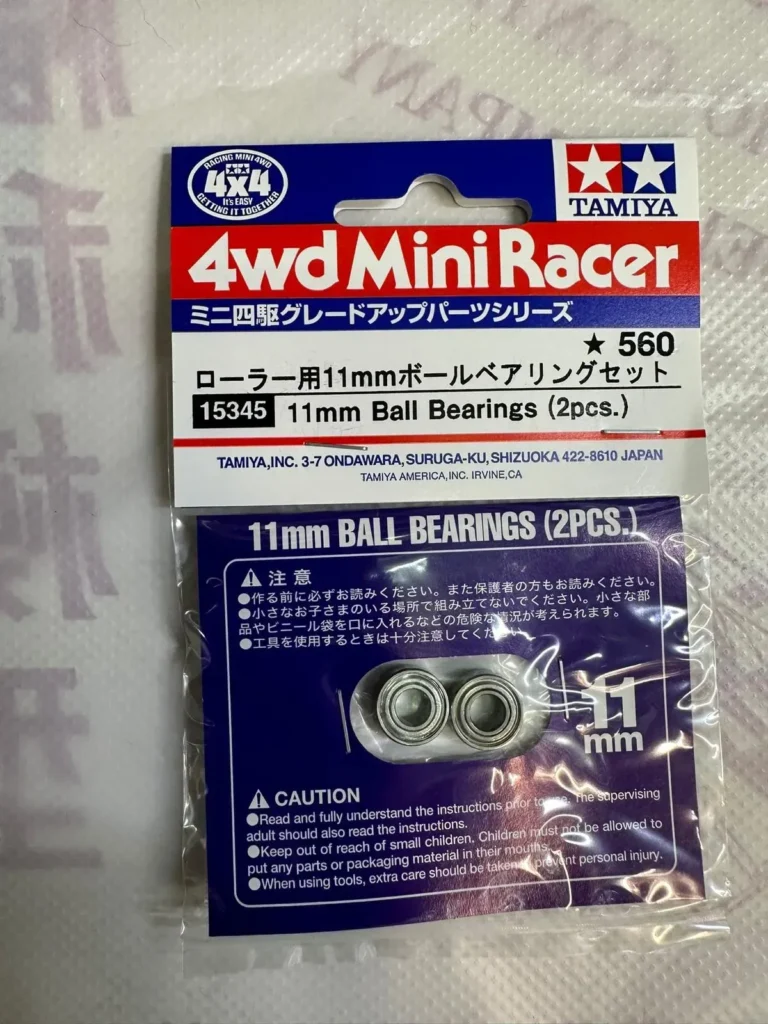 RACING MINI 4WD
4x4
It's EASY
GETTING IT TOGETHER
TAMIYA
4wd Mini Racer
ミニ四駆グレードアップパーツシリーズ
★ 560
ローラー用11mmボールベアリングセット
15345 11mm Ball Bearings (2pcs.)
TAMIYA,INC. 3-7 ONDAWARA, SURUGA-KU, SHIZUOKA 422-8610 JAPAN
TAMIYA AMERICA,INC. IRVINE,CA
11mm BALL BEARINGS (2PCS.)
注意
●作る前に必ずお読みください。また保護者の方もお読みください。
●小さなお子さまのいる場所で組み立てないでください。小さな部
品やビニール袋を口に入れるなどの危険な状況が考えられます。
●工具を使用するときは十分注意してください。
11
mm
CAUTION
●Read and fully understand the instructions prior to use. The supervising
adult should also read the instructions.
●Keep out of reach of small children. Children must not be allowed to
put any parts or packaging material in their mouths.
●When using tools, extra care should be taken to prevent personal injury.